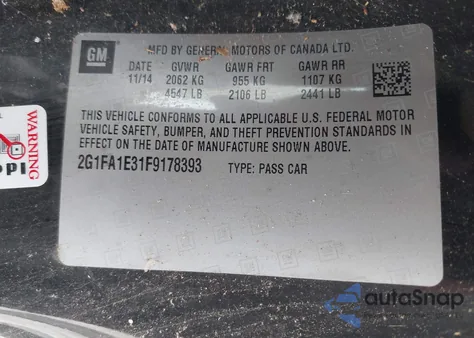 GM
MFD BY GENERAL MOTORS OF CANADA LTD.
DATE GVWR GAWR FRT GAWR RR
11/14 2062 KG 955 KG 1107 KG
4547 LB 2106 LB 2441 LB
THIS VEHICLE CONFORMS TO ALL APPLICABLE U.S. FEDERAL MOTOR
VEHICLE SAFETY, BUMPER, AND THEFT PREVENTION STANDARDS IN
EFFECT ON THE DATE OF MANUFACTURE SHOWN ABOVE.
2G1FA1E31F9178393 TYPE: PASS CAR
WARNING
autoSnap